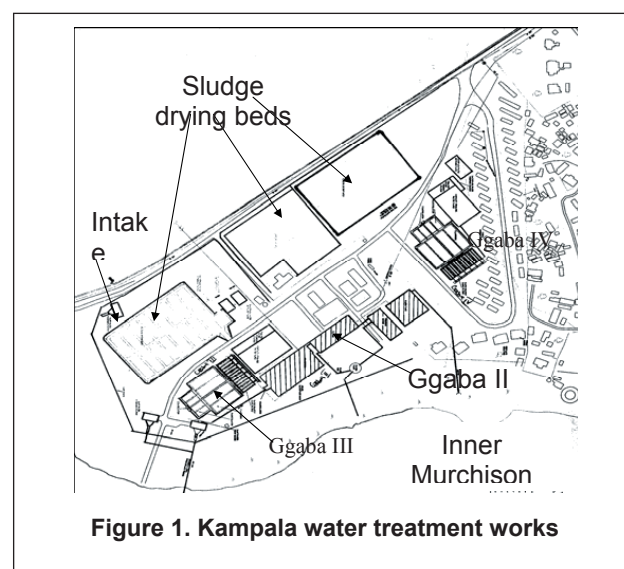 Sludge
drying beds
Intak
e
Ggaba IV
Ggaba II
Ggaba III
Inner
Murchison
Figure 1. Kampala water treatment works